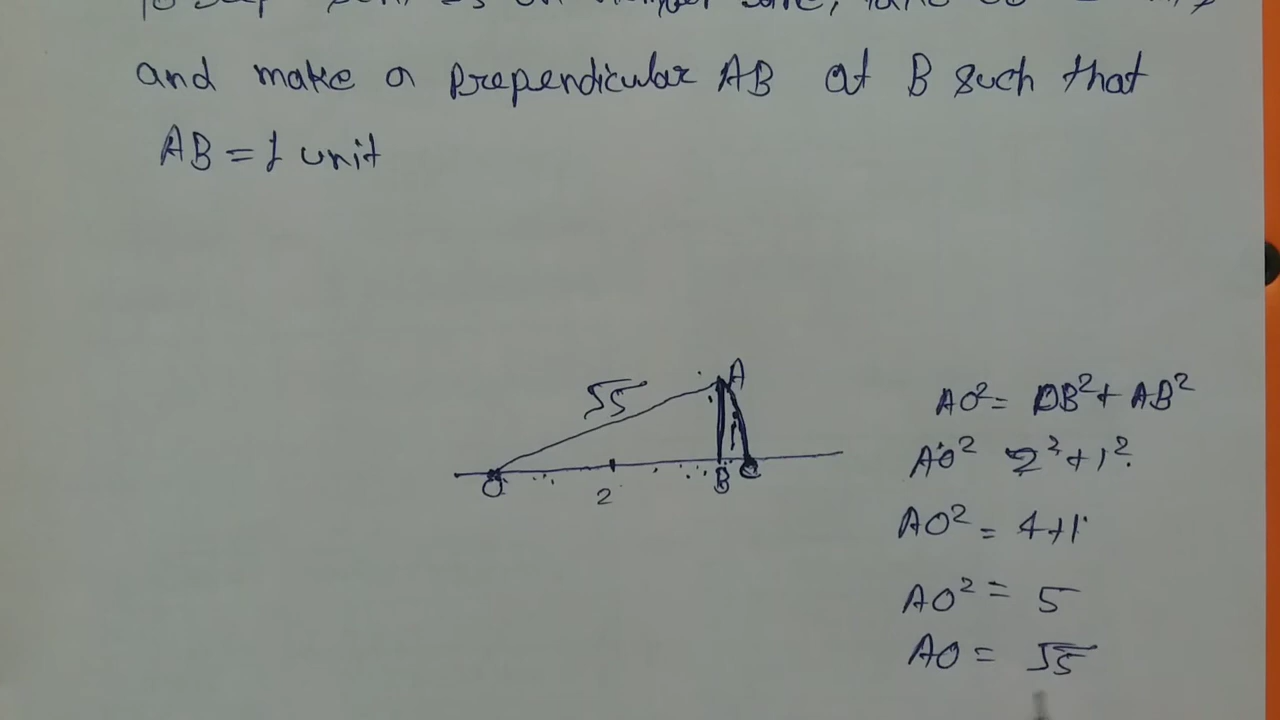 and make a Prependicular AB at B such that
AB = 1 unit
√5
A
O
2
B
C
AO² = OB² + AB²
AO² 2² + 1²
AO² = 4+1
AO² = 5
AO = √5